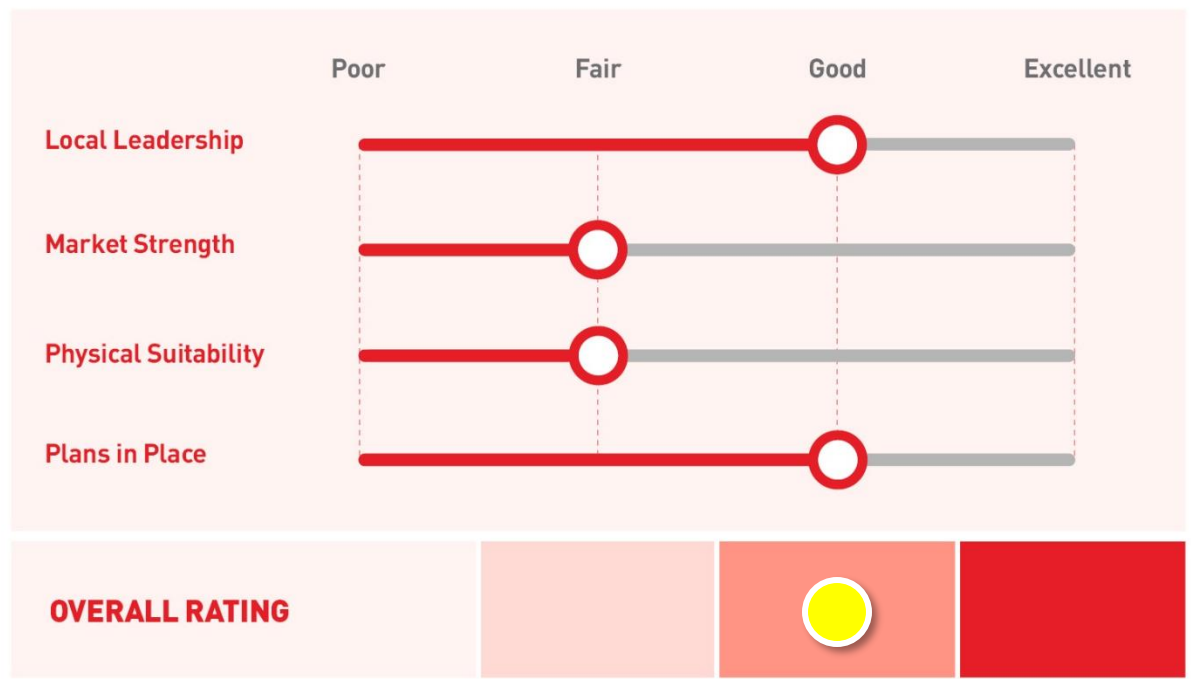 Poor Fair Good Excellent
Local Leadership
Market Strength
Physical Suitability
Plans in Place
OVERALL RATING